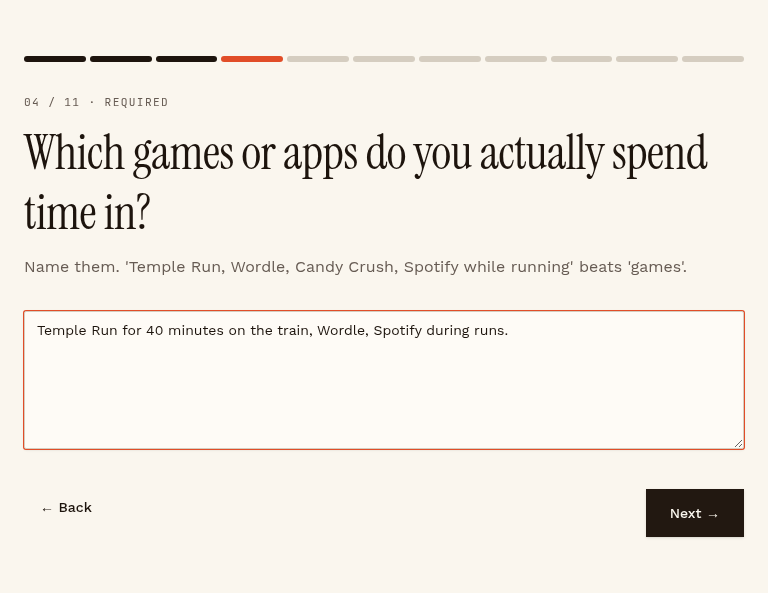 04 / 11 · REQUIRED
Which games or apps do you actually spend
time in?
Name them. 'Temple Run, Wordle, Candy Crush, Spotify while running' beats 'games'.
Temple Run for 40 minutes on the train, Wordle, Spotify during runs.
← Back
Next →